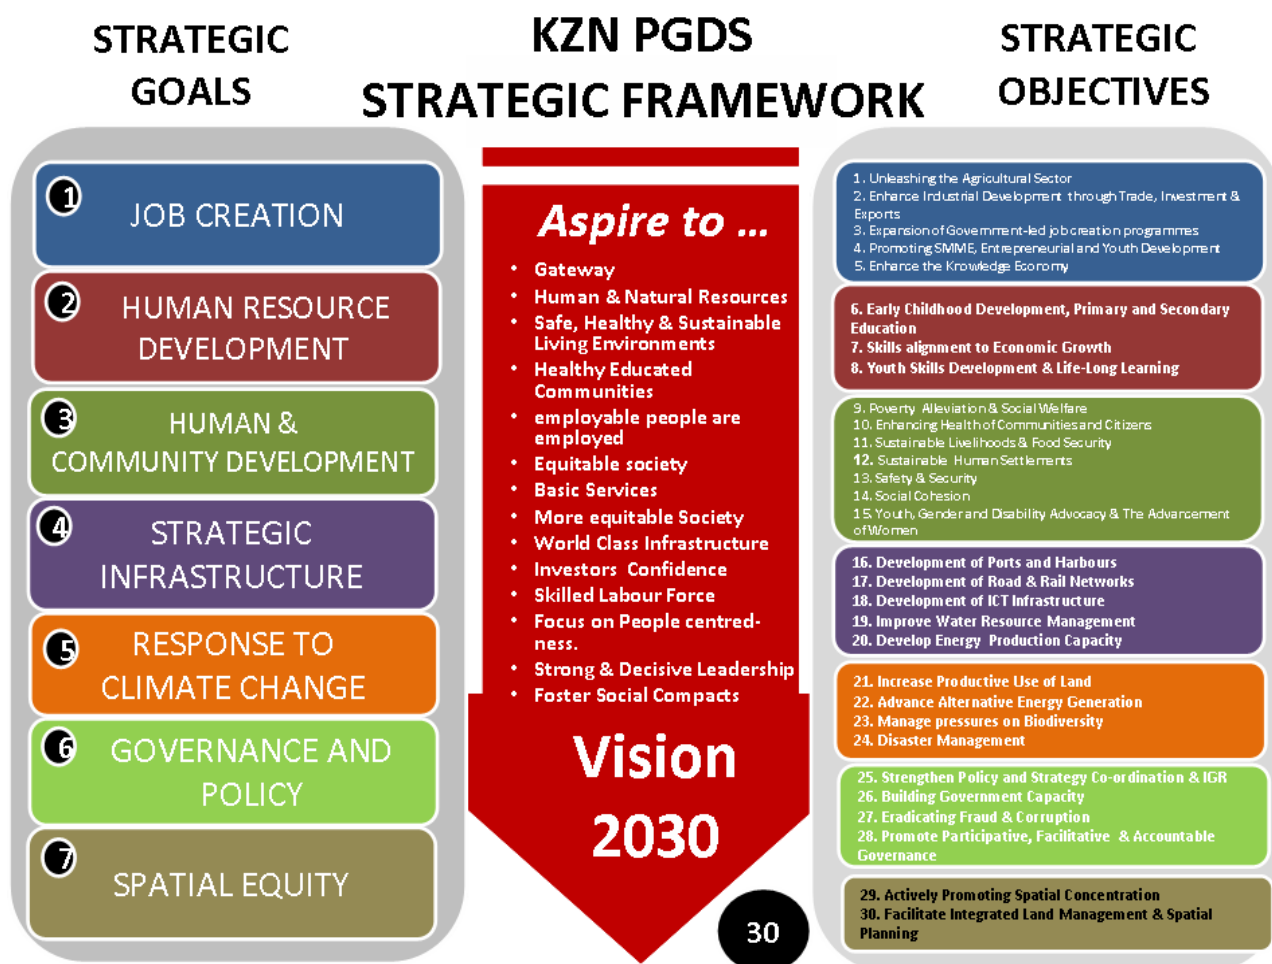 STRATEGIC
GOALS
KZN PGDS
STRATEGIC FRAMEWORK
STRATEGIC
OBJECTIVES
1
JOB CREATION
2
HUMAN RESOURCE
DEVELOPMENT
3
HUMAN &
COMMUNITY DEVELOPMENT
4
STRATEGIC
INFRASTRUCTURE
5
RESPONSE TO
CLIMATE CHANGE
6
GOVERNANCE AND
POLICY
7
SPATIAL EQUITY
Aspire to ...
• Gateway
• Human & Natural Resources
• Safe, Healthy & Sustainable
Living Environments
• Healthy Educated
Communities
• employable people are
employed
• Equitable society
• Basic Services
• More equitable Society
• World Class Infrastructure
• Investors Confidence
• Skilled Labour Force
• Focus on People centred-
ness.
• Strong & Decisive Leadership
• Foster Social Compacts
Vision
2030
30
1. Unleashing the Agricultural Sector
2. Enhance Industrial Development through Trade, Investment &
Exports
3. Expansion of Government-led job creation programmes
4. Promoting SMME, Entrepreneurial and Youth Development
5. Enhance the Knowledge Economy
6. Early Childhood Development, Primary and Secondary
Education
7. Skills alignment to Economic Growth
8. Youth Skills Development & Life-Long Learning
9. Poverty Alleviation & Social Welfare
10. Enhancing Health of Communities and Citizens
11. Sustainable Livelihoods & Food Security
12. Sustainable Human Settlements
13. Safety & Security
14. Social Cohesion
15. Youth, Gender and Disability Advocacy & The Advancement
of Women
16. Development of Ports and Harbours
17. Development of Road & Rail Networks
18. Development of ICT Infrastructure
19. Improve Water Resource Management
20. Develop Energy Production Capacity
21. Increase Productive Use of Land
22. Advance Alternative Energy Generation
23. Manage pressures on Biodiversity
24. Disaster Management
25. Strengthen Policy and Strategy Co-ordination & IGR
26. Building Government Capacity
27. Eradicating Fraud & Corruption
28. Promote Participative, Facilitative & Accountable
Governance
29. Actively Promoting Spatial Concentration
30. Facilitate Integrated Land Management & Spatial
Planning